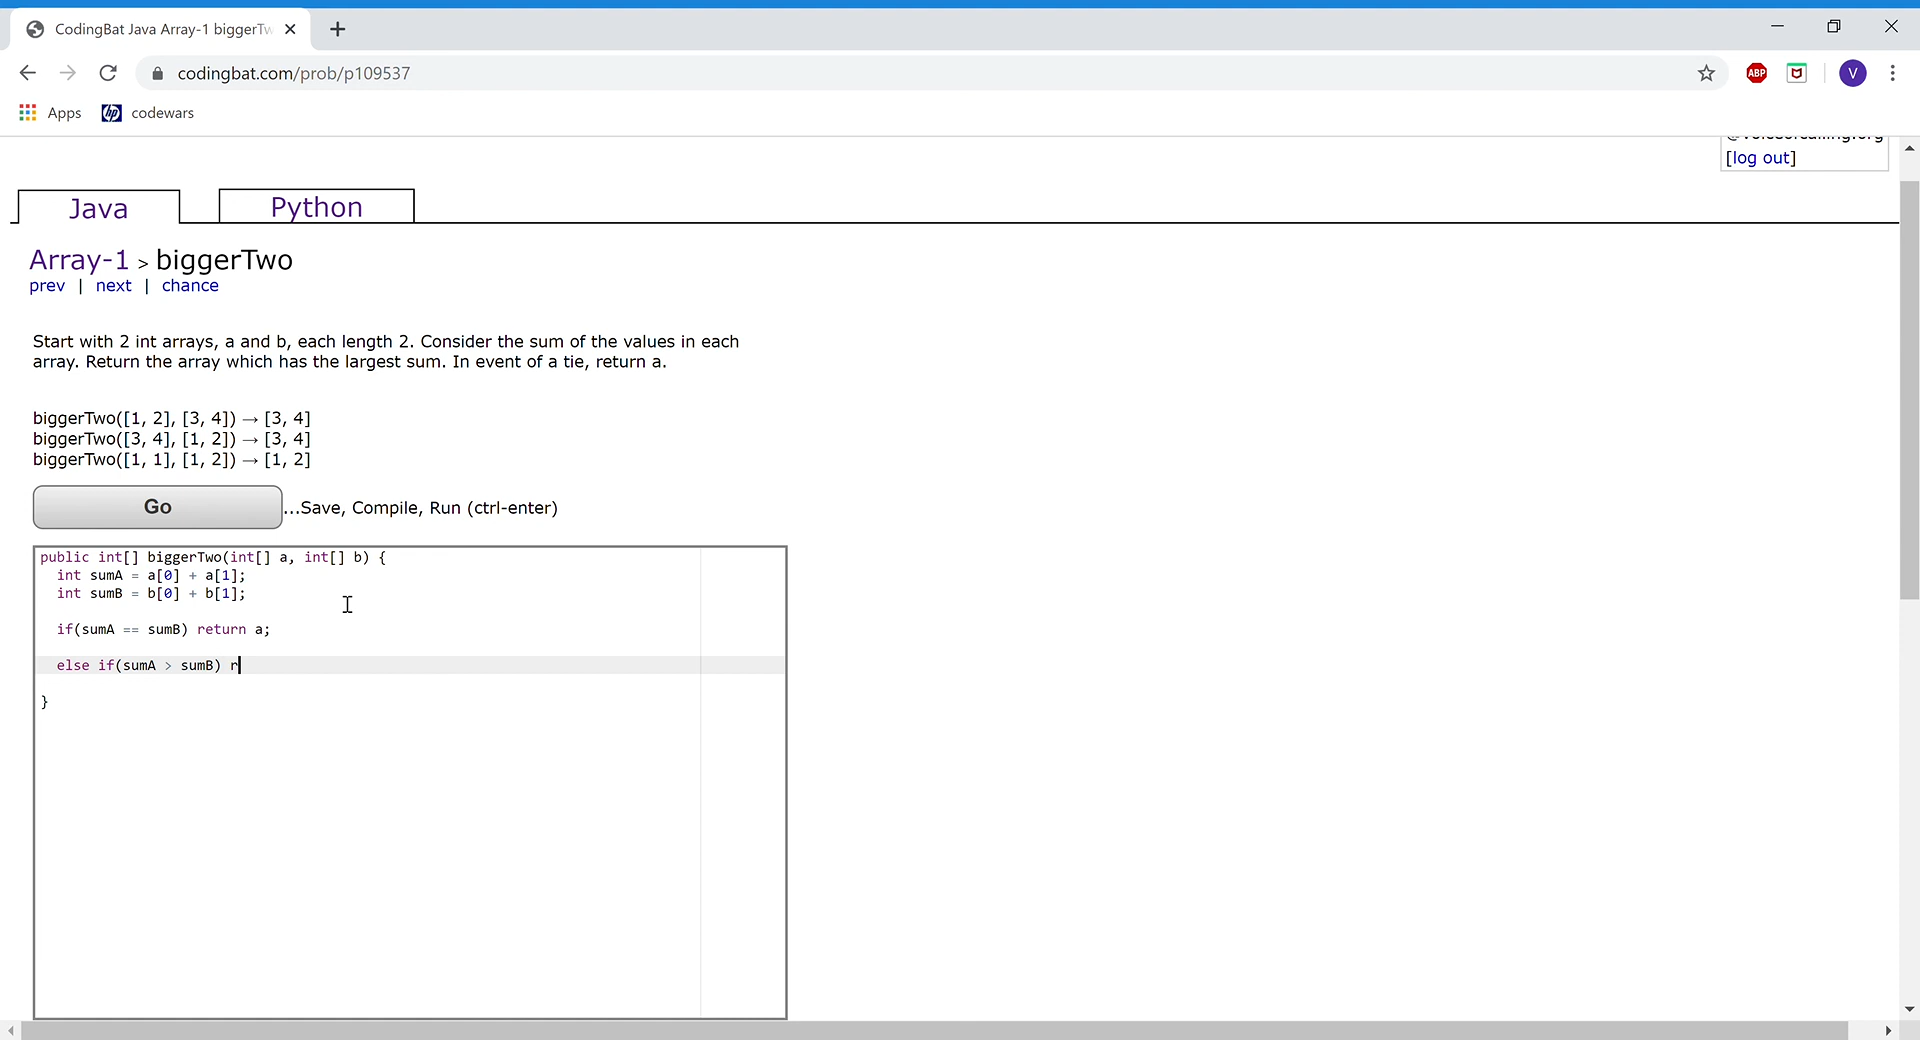 CodingBat Java Array-1 biggerTw
codingbat.com/prob/p109537
ABP
V
Apps
hp
codewars
[log out]
Java
Python
Array-1 > biggerTwo
prev | next | chance
Start with 2 int arrays, a and b, each length 2. Consider the sum of the values in each
array. Return the array which has the largest sum. In event of a tie, return a.
biggerTwo([1, 2], [3, 4]) → [3, 4]
biggerTwo([3, 4], [1, 2]) → [3, 4]
biggerTwo([1, 1], [1, 2]) → [1, 2]
Go
...Save, Compile, Run (ctrl-enter)
public int[] biggerTwo(int[] a, int[] b) {
int sumA = a[0] + a[1];
int sumB = b[0] + b[1];
if(sumA == sumB) return a;
else if(sumA > sumB) r
}